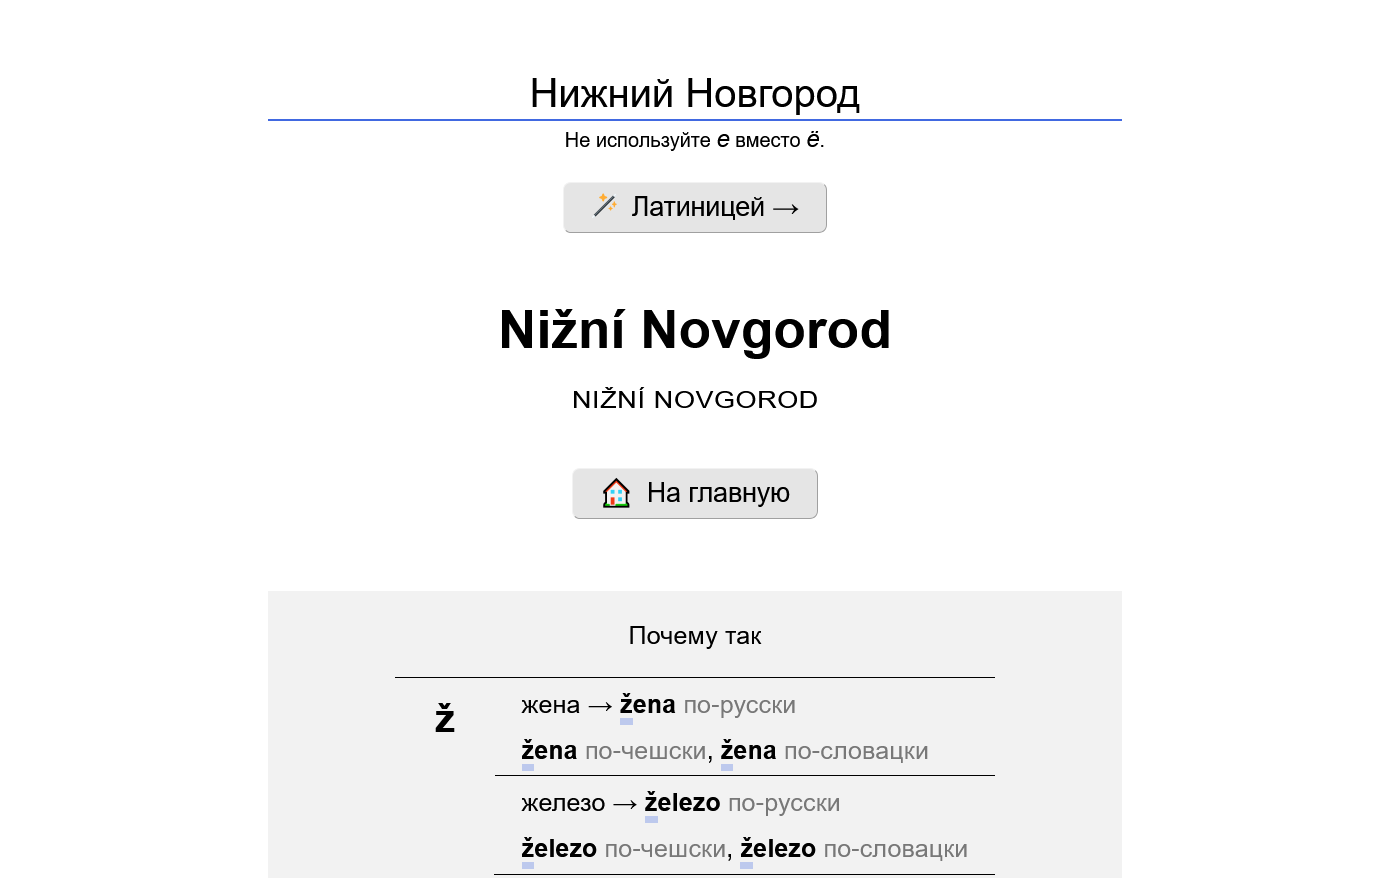 Нижний Новгород
Не используйте е вместо ё.
Латиницей →
Nižní Novgorod
NIŽNÍ NOVGOROD
На главную
Почему так
ž
жена → žena по-русски
žena по-чешски, žena по-словацки
железо → železo по-русски
železo по-чешски, železo по-словацки